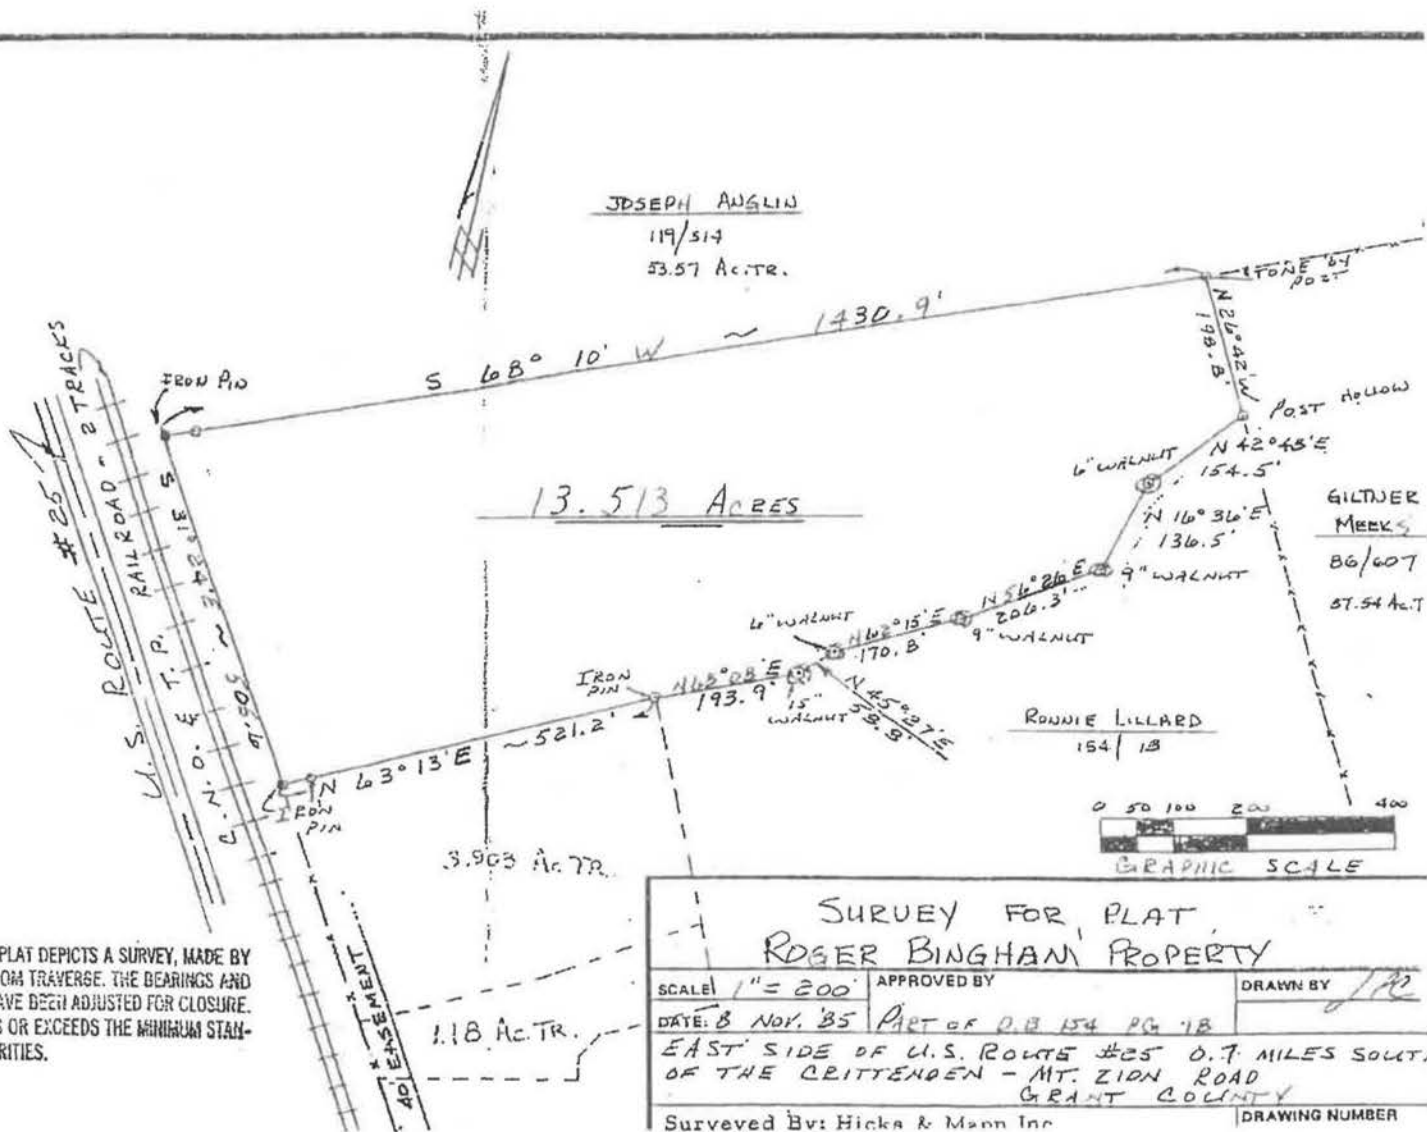 JOSEPH ANGLIN
119/514
53.57 AC.TR.
STONE BY
POST
1430.9'
S 68° 10' W ~
N 26° 42' W
198.8'
IRON PIN
POST HOLLOW
N 42° 43' E
154.5'
6" WALNUT
13.513 ACRES
N 16° 36' E
136.5'
GILTNER
MEEKS
86/607
57.54 AC.T
9" WALNUT
N 56° 26' E
206.3'
9" WALNUT
6" WALNUT
N 62° 15' E
170.8'
IRON
PIN
N 63° 03' E
193.9'
15"
WALNUT
N 45° 27' E
RONNIE LILLARD
154/18
U.S. ROUTE #25
C.N.O. & T.P. RAILROAD - 2 TRACKS
N 63° 13' E ~ 521.2'
IRON
PIN
0 50 100 200 400
GRAPHIC SCALE
3.903 AC. TR.
1.18 AC. TR.
40' EASEMENT
PLAT DEPICTS A SURVEY, MADE BY
OM TRAVERSE. THE BEARINGS AND
AVE BEEN ADJUSTED FOR CLOSURE.
S OR EXCEEDS THE MINIMUM STAN-
RITIES.
SURVEY FOR PLAT
ROGER BINGHAM PROPERTY
SCALE 1" = 200'
APPROVED BY
DRAWN BY
DATE: 8 NOV. '85
PART OF D.B 154 PG 18
EAST SIDE OF U.S. ROUTE #25 0.7 MILES SOUTH
OF THE CRITTENDEN - MT. ZION ROAD
GRANT COUNTY
Surveyed By: Hicks & Mann Inc
DRAWING NUMBER